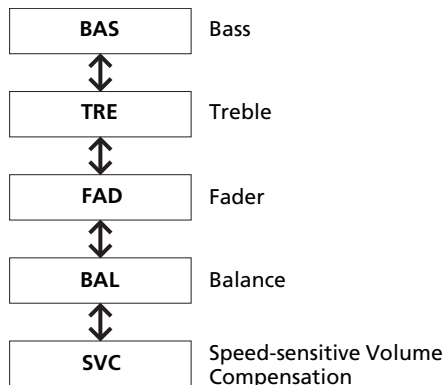 BAS Bass
TRE Treble
FAD Fader
BAL Balance
SVC Speed-sensitive Volume
Compensation